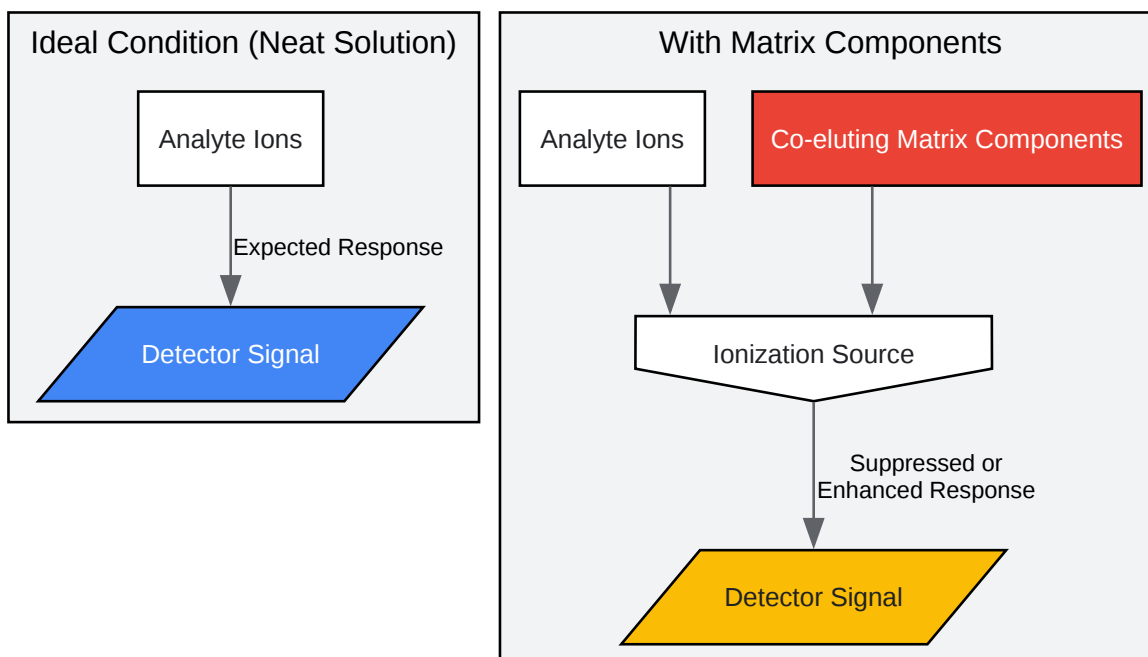 Ideal Condition (Neat Solution)
Analyte Ions
Expected Response
Detector Signal
With Matrix Components
Analyte Ions
Co-eluting Matrix Components
Ionization Source
Suppressed or
Enhanced Response
Detector Signal